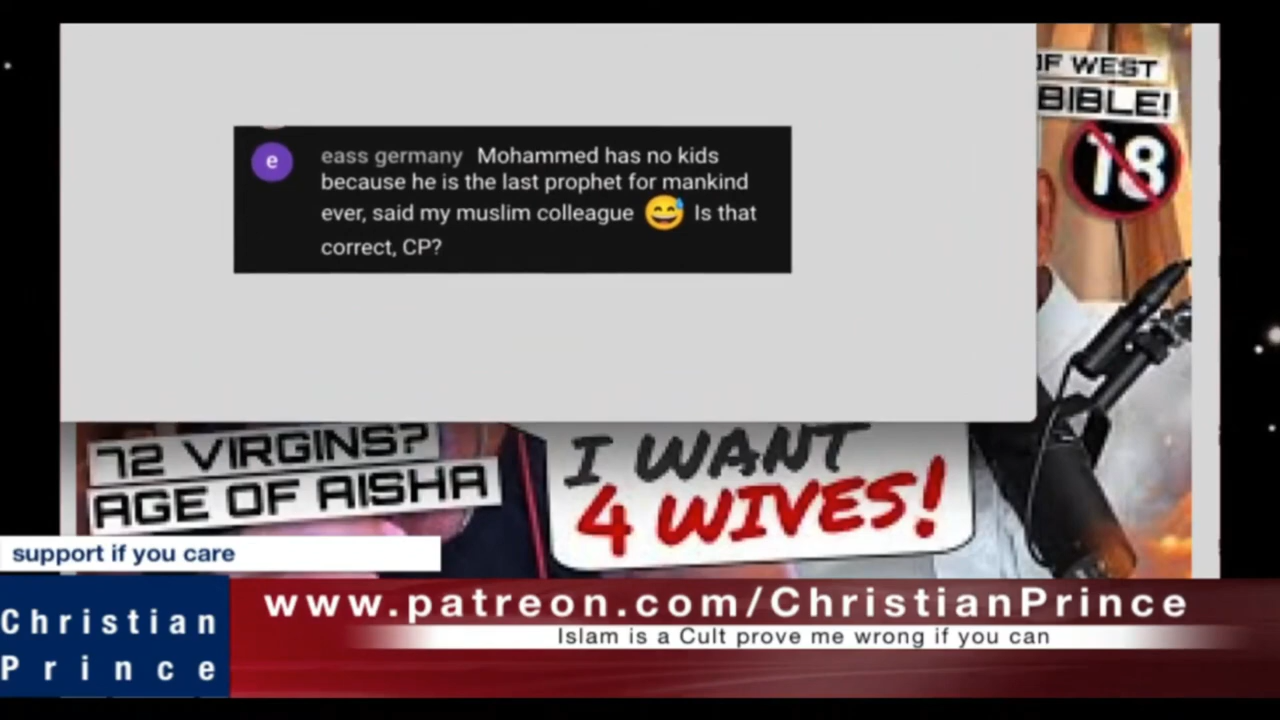 OF WEST
BIBLE!
18
e
eass germany Mohammed has no kids
because he is the last prophet for mankind
ever, said my muslim colleague 😅 Is that
correct, CP?
72 VIRGINS?
AGE OF AISHA
I WANT
4 WIVES!
support if you care
Christian
Prince
www.patreon.com/ChristianPrince
Islam is a Cult prove me wrong if you can